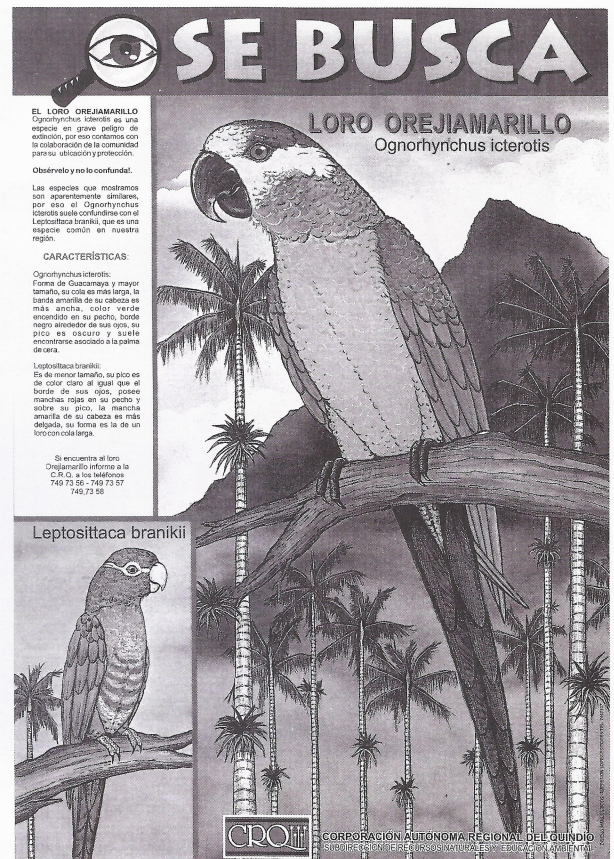 SE BUSCA
EL LORO OREJIAMARILLO
Ognorhynchus icterotis es una
especie en grave peligro de
extinción, por eso contamos con
la colaboración de la comunidad
para su ubicación y protección.
Obsérvelo y no lo confunda!.
Las especies que mostramos
son aparentemente similares,
por eso el Ognorhynchus
icterotis suele confundirse con el
Leptosittaca branikii, que es una
especie común en nuestra
región.
CARACTERÍSTICAS:
Ognorhynchus icterotis:
Forma de Guacamaya y mayor
tamaño, su cola es más larga, la
banda amarilla de su cabeza es
más ancha, color verde
encendido en su pecho, borde
negro alrededor de sus ojos, su
pico es oscuro y suele
encontrarse asociado a la palma
de cera.
Leptosittaca branikii:
Es de menor tamaño, su pico es
de color claro al igual que el
borde de sus ojos, posee
manchas rojas en su pecho y
sobre su pico, la mancha
amarilla de su cabeza es más
delgada, su forma es la de un
loro con cola larga.
Si encuentra al loro
Orejiamarillo informe a la
C.R.Q. a los teléfonos
749 73 56 - 749 73 57
749 73 58
LORO OREJIAMARILLO
Ognorhynchus icterotis
Leptosittaca branikii
CRQ
CORPORACIÓN AUTÓNOMA REGIONAL DEL QUINDIO
SUBDIRECCIÓN DE RECURSOS NATURALES Y EDUCACIÓN AMBIENTAL